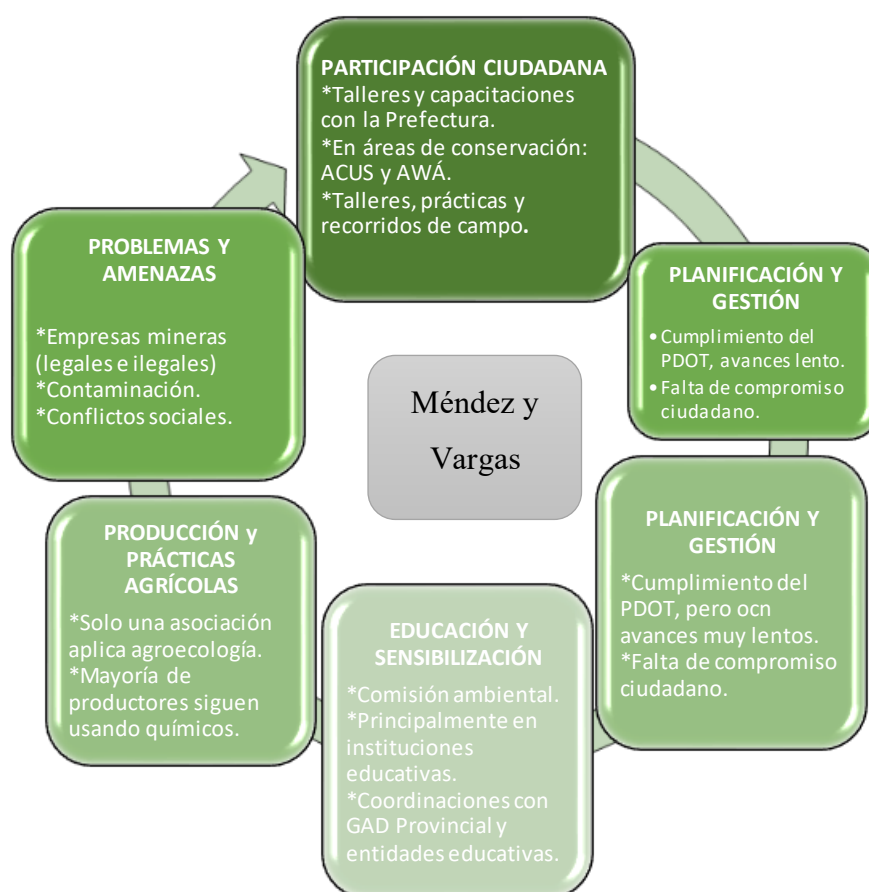 PARTICIPACIÓN CIUDADANA
*Talleres y capacitaciones
con la Prefectura.
*En áreas de conservación:
ACUS y AWÁ.
*Talleres, prácticas y
recorridos de campo.
PLANIFICACIÓN Y
GESTIÓN
• Cumplimiento del
PDOT, avances lento.
• Falta de compromiso
ciudadano.
PLANIFICACIÓN Y
GESTIÓN
*Cumplimiento del
PDOT, pero ocn
avances muy lentos.
*Falta de compromiso
ciudadano.
EDUCACIÓN Y
SENSIBILIZACIÓN
*Comisión ambiental.
*Principalmente en
instituciones
educativas.
*Coordinaciones con
GAD Provincial y
entidades educativas.
PRODUCCIÓN y
PRÁCTICAS
AGRÍCOLAS
*Solo una asociación
aplica agroecología.
*Mayoría de
productores siguen
usando químicos.
PROBLEMAS Y
AMENAZAS
*Empresas mineras
(legales e ilegales)
*Contaminación.
*Conflictos sociales.
Méndez y
Vargas